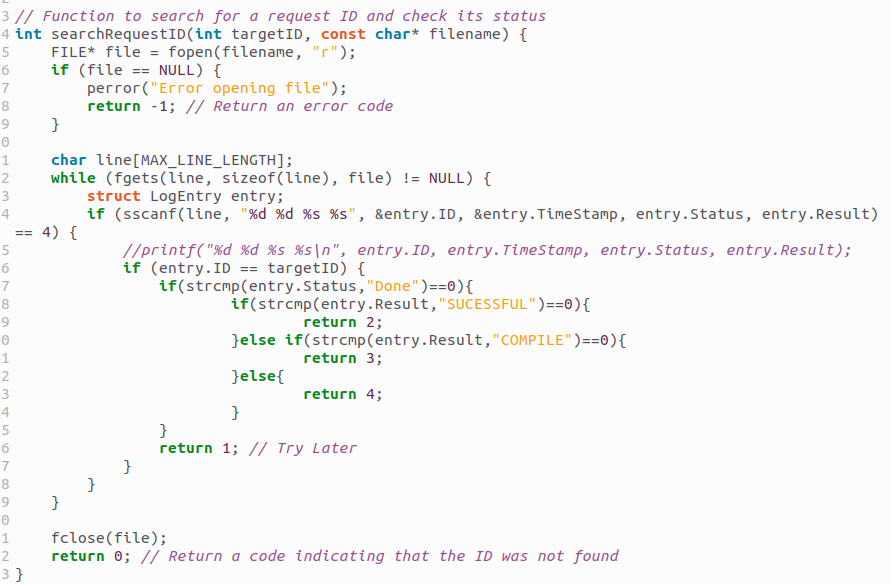 3 // Function to search for a request ID and check its status
4 int searchRequestID(int targetID, const char* filename) {
5     FILE* file = fopen(filename, "r");
6     if (file == NULL) {
7         perror("Error opening file");
8         return -1; // Return an error code
9     }
0
1     char line[MAX_LINE_LENGTH];
2     while (fgets(line, sizeof(line), file) != NULL) {
3         struct LogEntry entry;
4         if (sscanf(line, "%d %d %s %s", &entry.ID, &entry.TimeStamp, entry.Status, entry.Result)
== 4) {
5             //printf("%d %d %s %s\n", entry.ID, entry.TimeStamp, entry.Status, entry.Result);
6             if (entry.ID == targetID) {
7                 if(strcmp(entry.Status,"Done")==0){
8                         if(strcmp(entry.Result,"SUCESSFUL")==0){
9                                 return 2;
0                         }else if(strcmp(entry.Result,"COMPILE")==0){
1                                 return 3;
2                         }else{
3                                 return 4;
4                         }
5                 }
6                 return 1; // Try Later
7             }
8         }
9     }
0
1     fclose(file);
2     return 0; // Return a code indicating that the ID was not found
3 }